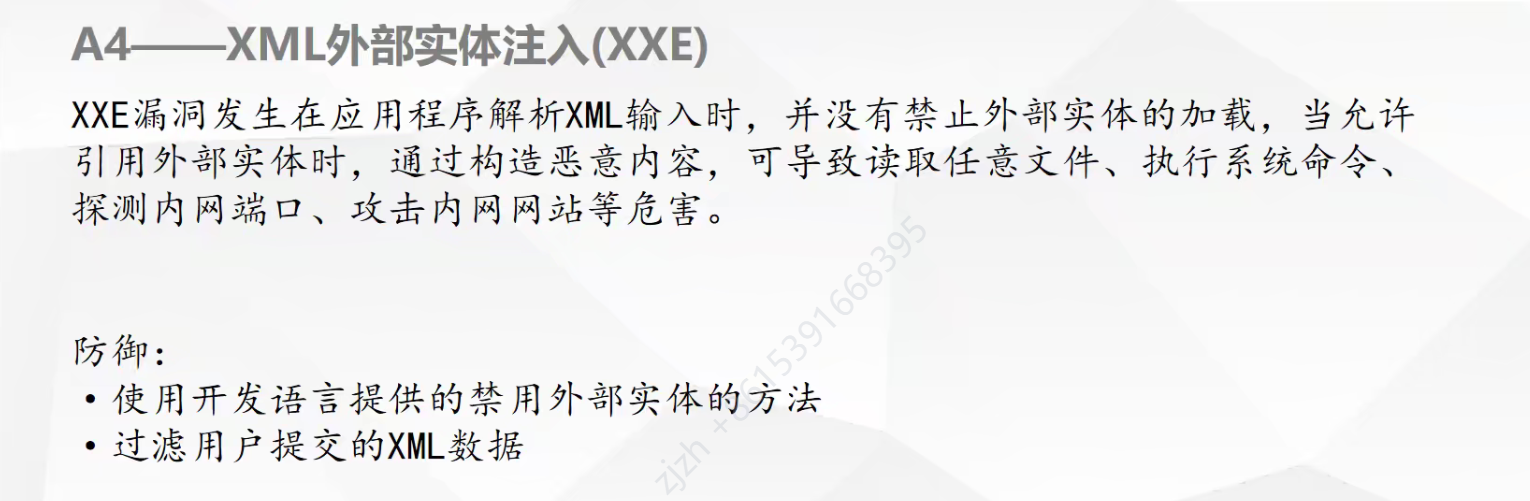 A4——XML外部实体注入(XXE)
XXE漏洞发生在应用程序解析XML输入时，并没有禁止外部实体的加载，当允许
引用外部实体时，通过构造恶意内容，可导致读取任意文件、执行系统命令、
探测内网端口、攻击内网网站等危害。
防御：
•使用开发语言提供的禁用外部实体的方法
•过滤用户提交的XML数据
zjzh +8615391668395